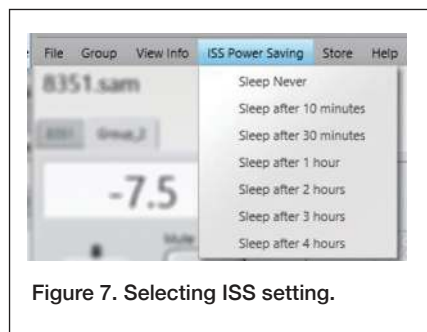 File Group View Info ISS Power Saving Store Help
8351.sam
Sleep Never
Sleep after 10 minutes
Sleep after 30 minutes
8351 Group_2
Sleep after 1 hour
-7.5
Sleep after 2 hours
Sleep after 3 hours
Mute
Sleep after 4 hours
Figure 7. Selecting ISS setting.